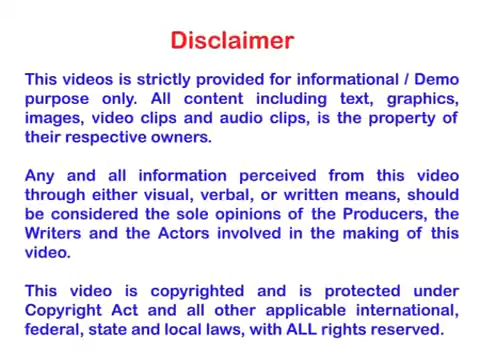 Disclaimer
This videos is strictly provided for informational / Demo
purpose only. All content including text, graphics,
images, video clips and audio clips, is the property of
their respective owners.
Any and all information perceived from this video
through either visual, verbal, or written means, should
be considered the sole opinions of the Producers, the
Writers and the Actors involved in the making of this
video.
This video is copyrighted and is protected under
Copyright Act and all other applicable international,
federal, state and local laws, with ALL rights reserved.